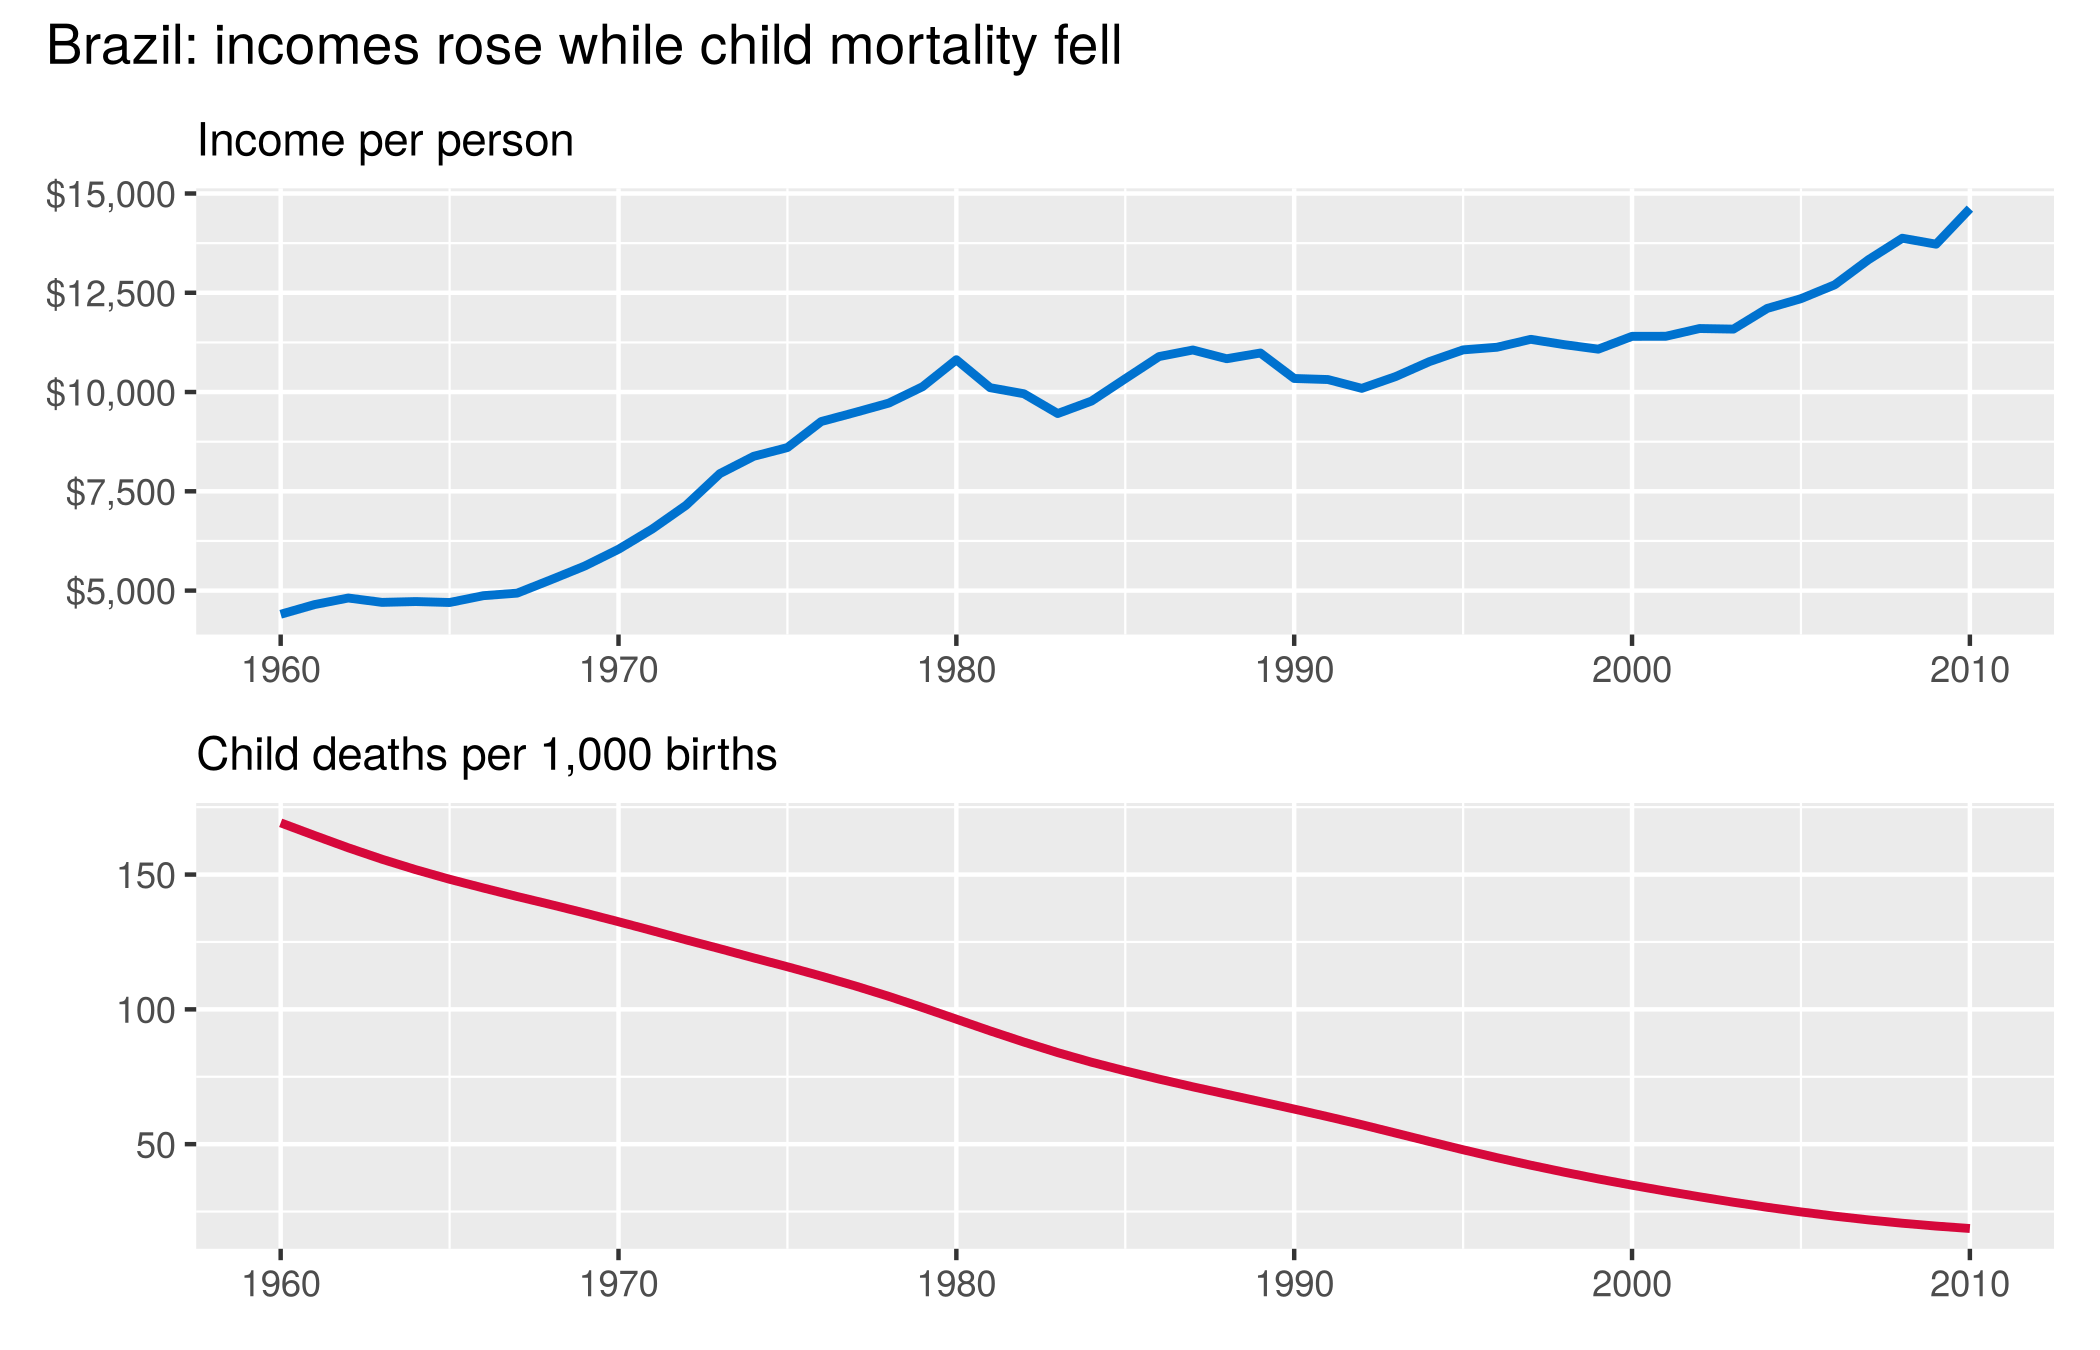 Brazil: incomes rose while child mortality fell
Income per person
$15,000
$12,500
$10,000
$7,500
$5,000
1960 1970 1980 1990 2000 2010
Child deaths per 1,000 births
150
100
50
1960 1970 1980 1990 2000 2010